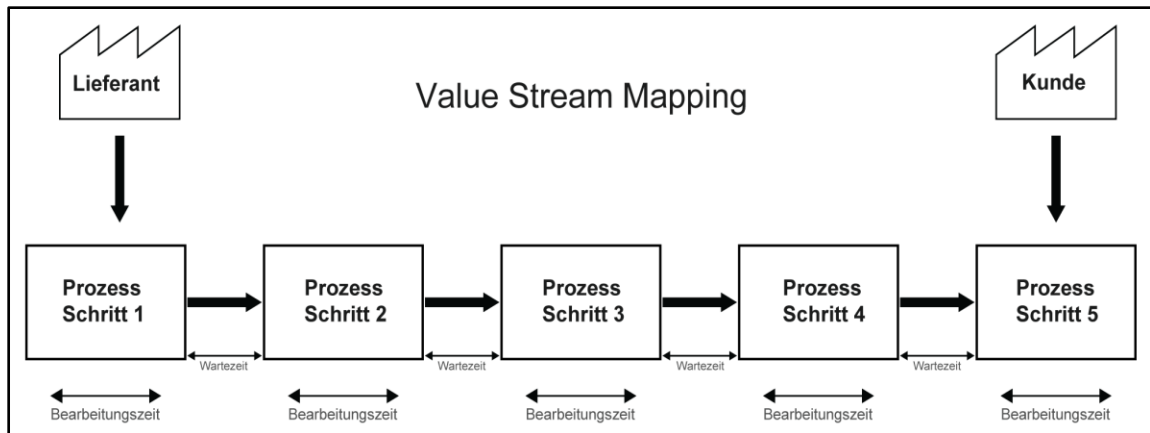 Lieferant
Value Stream Mapping
Kunde
Prozess
Schritt 1
Prozess
Schritt 2
Prozess
Schritt 3
Prozess
Schritt 4
Prozess
Schritt 5
Wartezeit
Wartezeit
Wartezeit
Wartezeit
Bearbeitungszeit
Bearbeitungszeit
Bearbeitungszeit
Bearbeitungszeit
Bearbeitungszeit